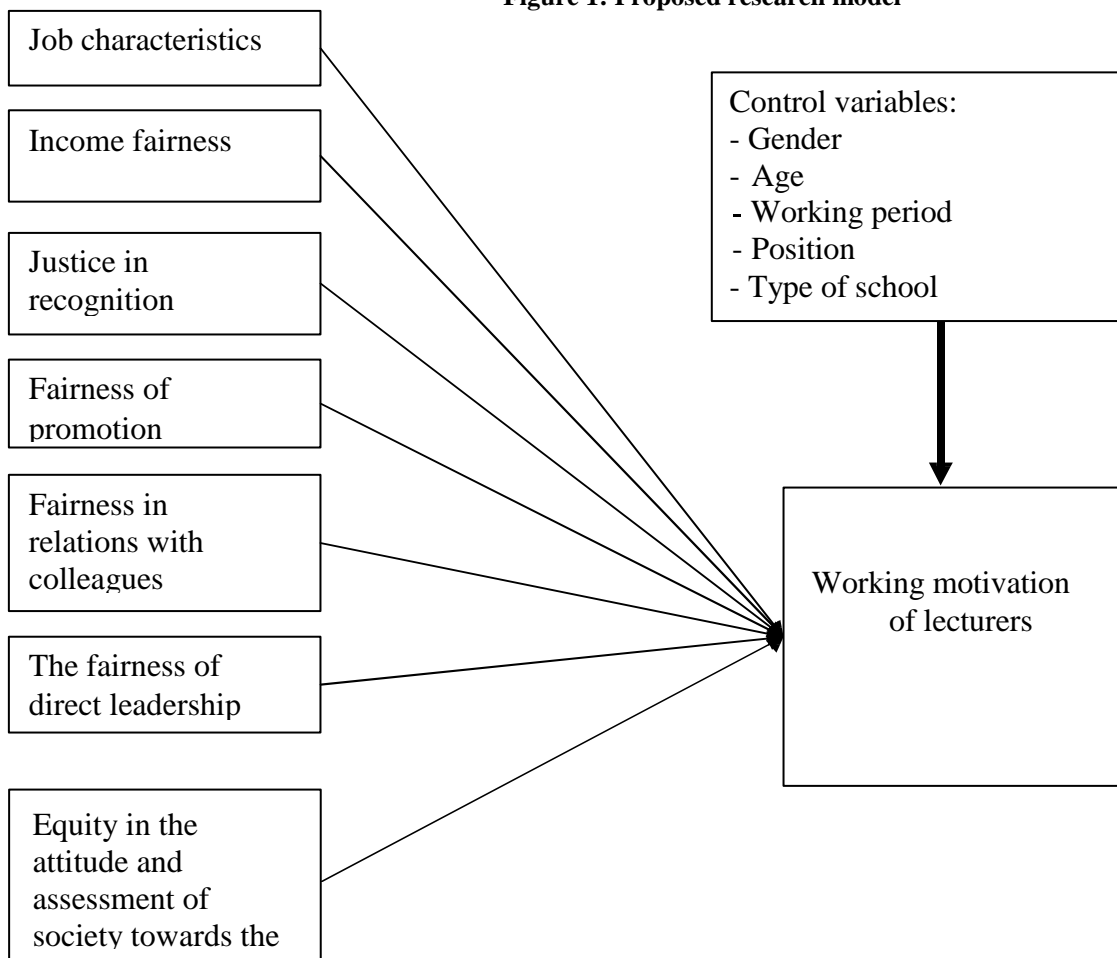 Figure 1. Proposed research model
Job characteristics
Income fairness
Justice in
recognition
Fairness of
promotion
Fairness in
relations with
colleagues
The fairness of
direct leadership
Equity in the
attitude and
assessment of
society towards the
Control variables:
- Gender
- Age
- Working period
- Position
- Type of school
Working motivation
of lecturers